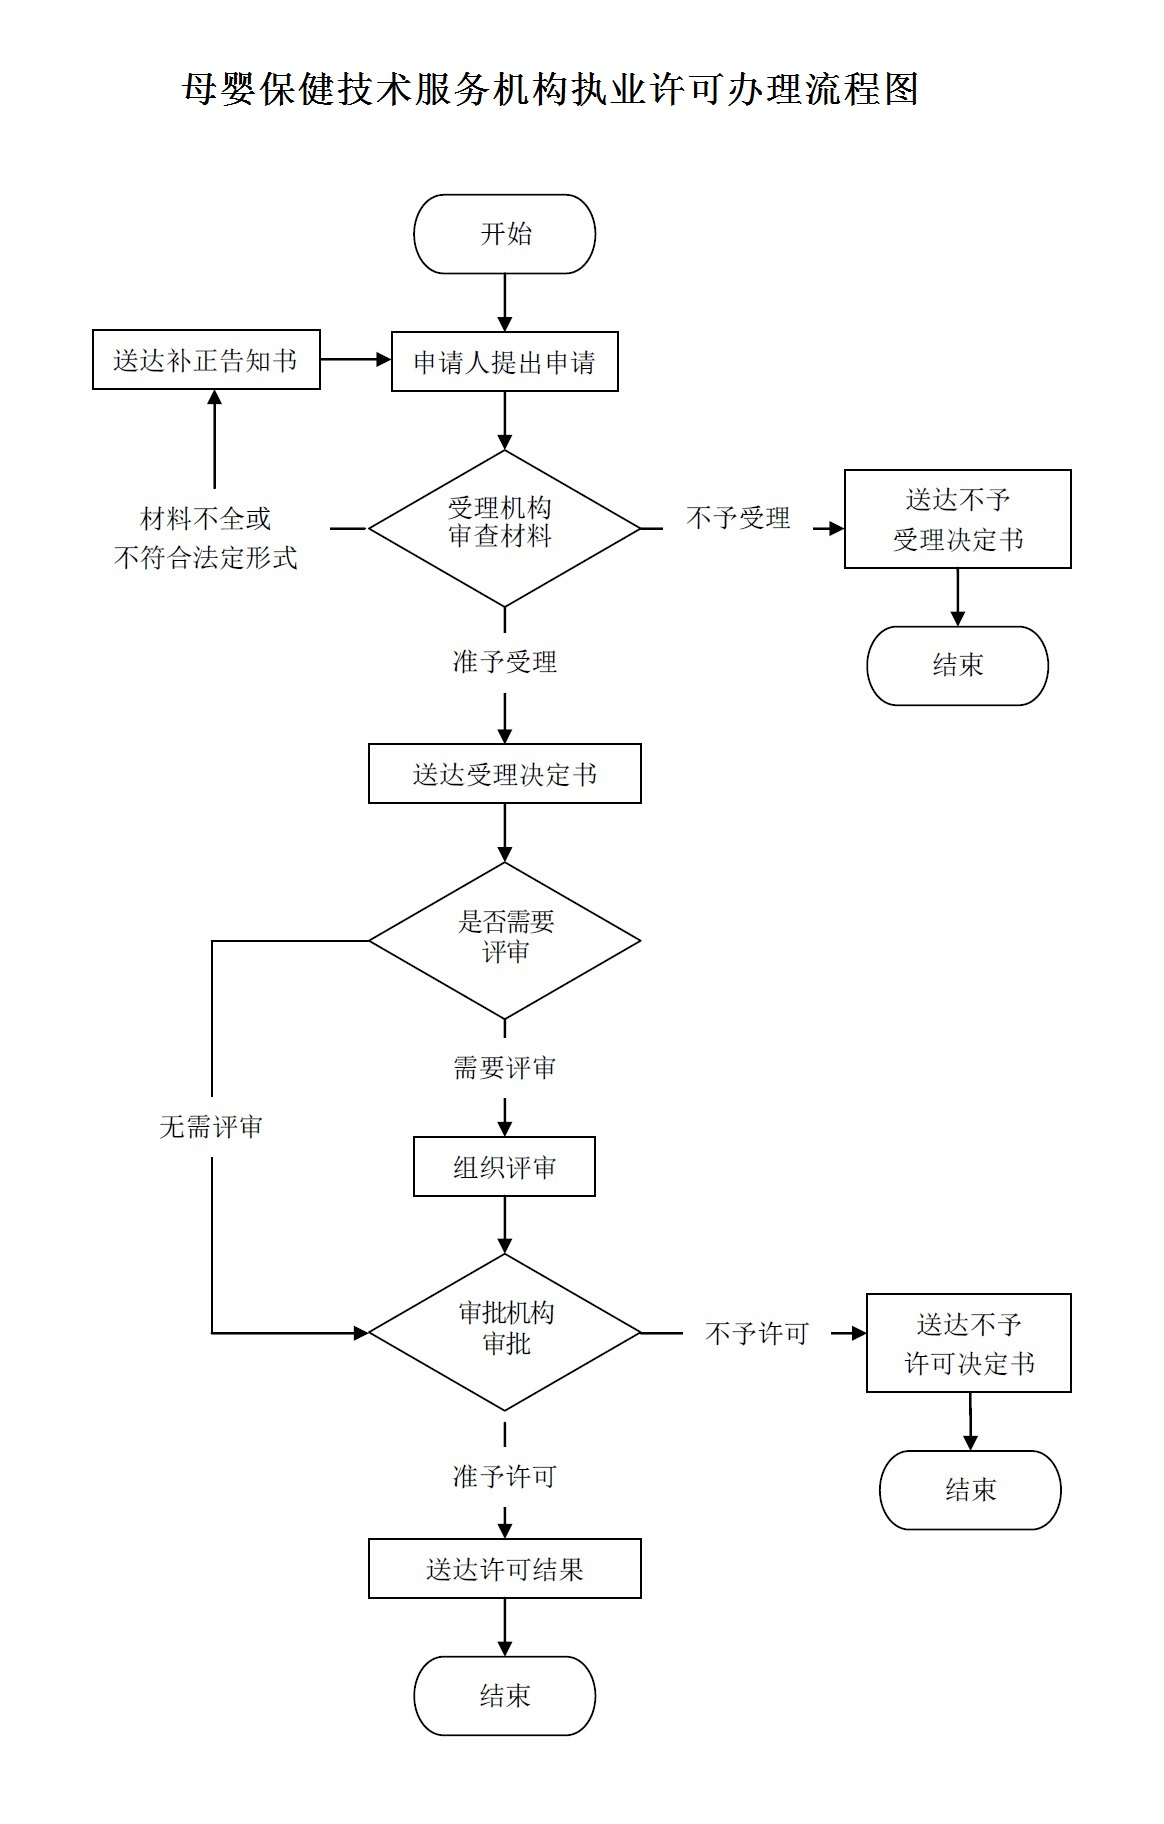 母婴保健技术服务机构执业许可办理流程图
开始
送达补正告知书
申请人提出申请
材料不全或
不符合法定形式
受理机构
审查材料
不予受理
送达不予
受理决定书
结束
准予受理
送达受理决定书
是否需要
评审
需要评审
无需评审
组织评审
审批机构
审批
不予许可
送达不予
许可决定书
结束
准予许可
送达许可结果
结束